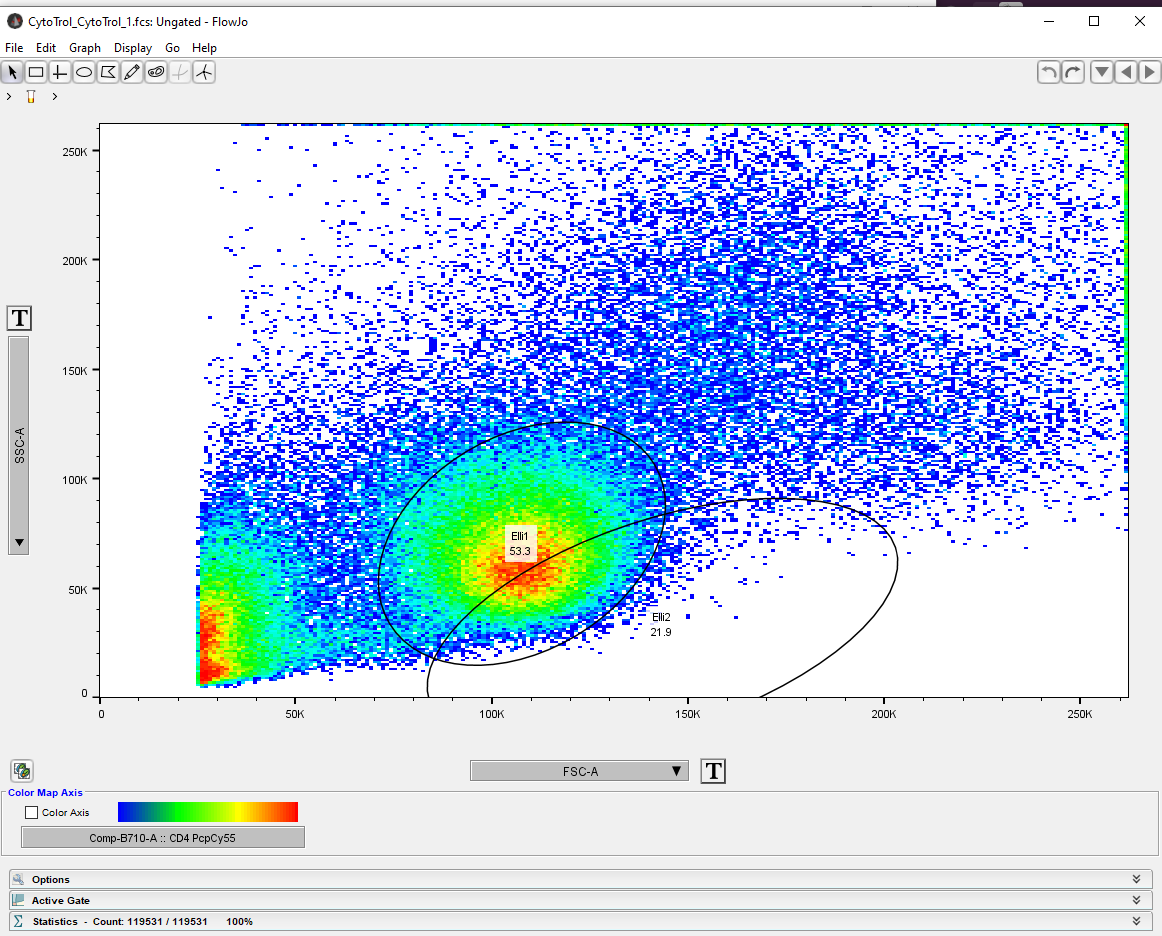 CytoTrol_CytoTrol_1.fcs: Ungated - FlowJo
File Edit Graph Display Go Help
250K
200K
T
150K
SSC-A
100K
Elli1
53.3
50K
Elli2
21.9
0
0 50K 100K 150K 200K 250K
FSC-A T
Color Map Axis
Color Axis
Comp-B710-A :: CD4 PcpCy55
Options
Active Gate
Statistics - Count: 119531 / 119531 100%